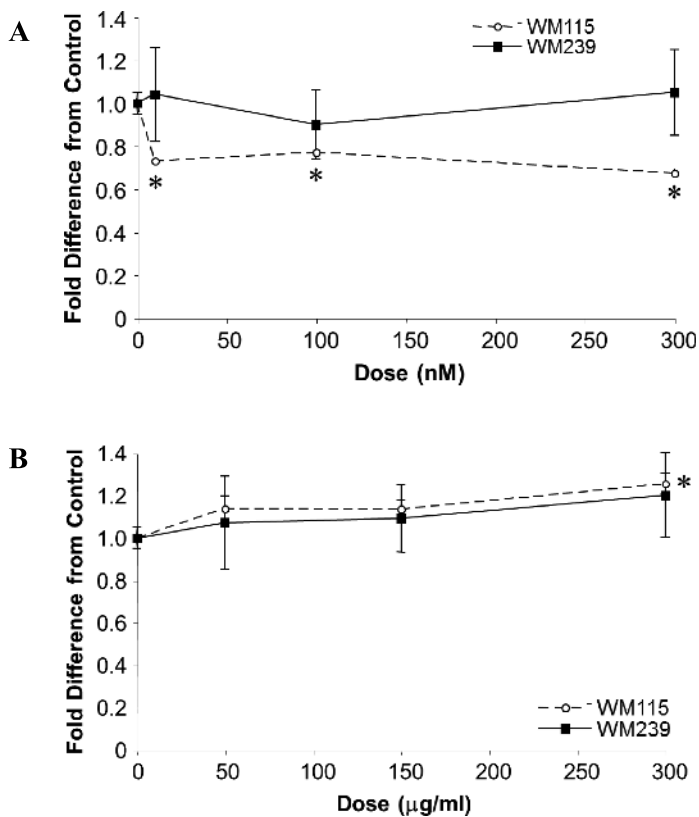 A
Fold Difference from Control
1.4
1.2
1.0
0.8
0.6
0.4
0.2
0
WM115
WM239
*
*
*
0 50 100 150 200 250 300
Dose (nM)
B
Fold Difference from Control
1.4
1.2
1.0
0.8
0.6
0.4
0.2
0
*
WM115
WM239
0 50 100 150 200 250 300
Dose (μg/ml)